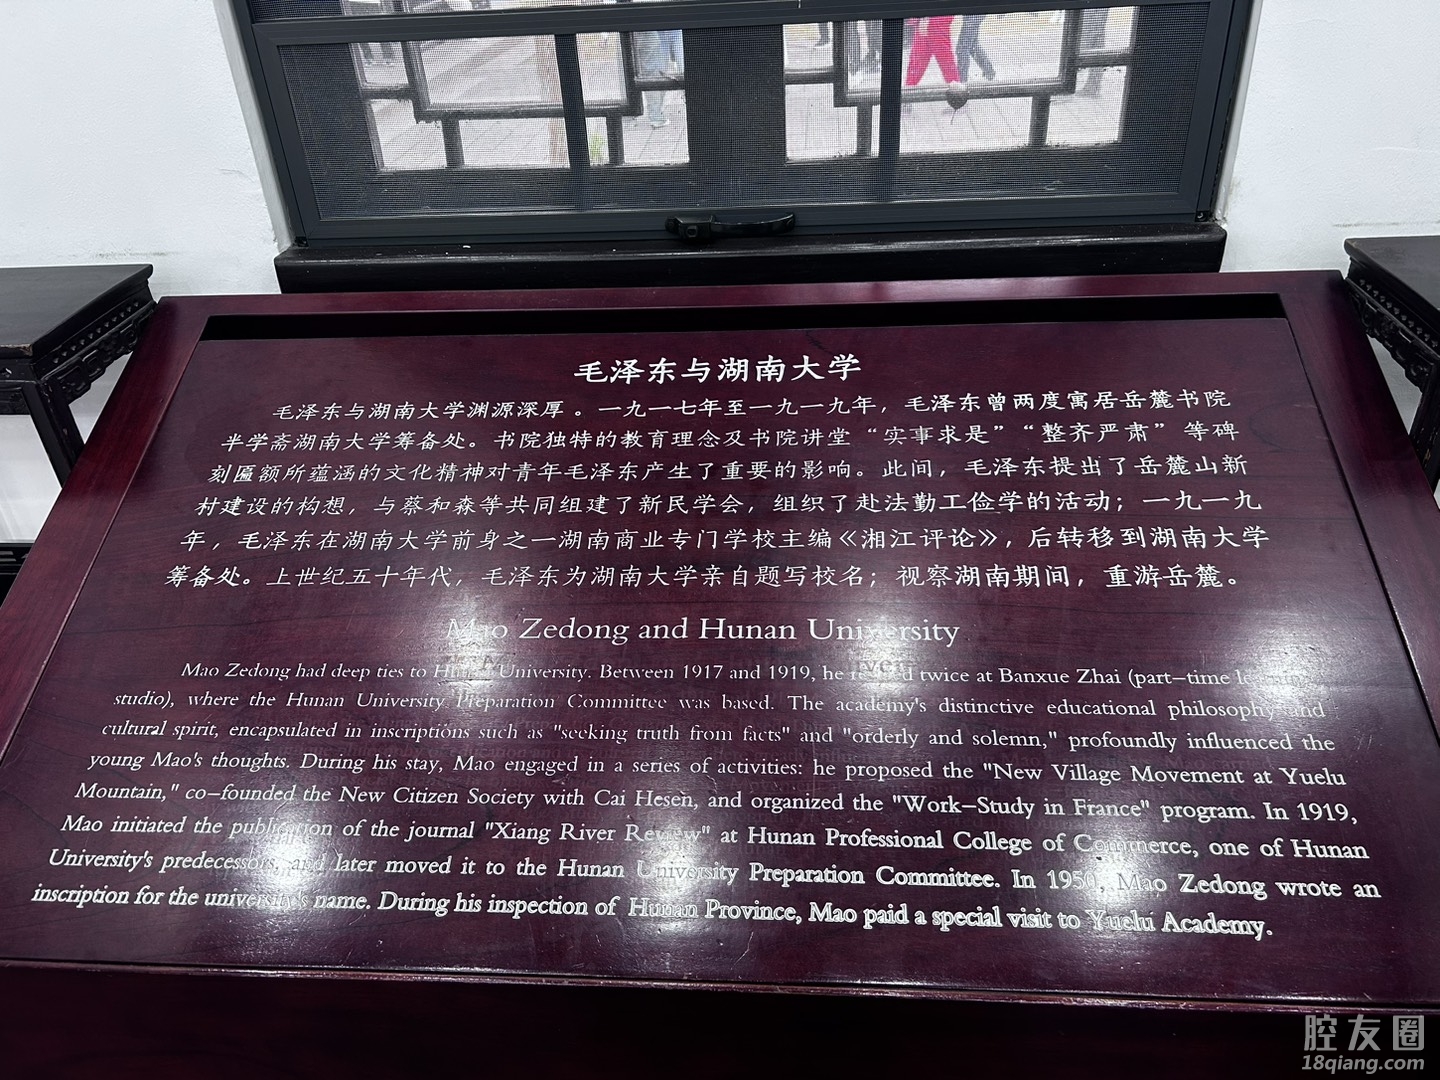 毛泽东与湖南大学
毛泽东与湖南大学渊源深厚。一九一七年至一九一九年，毛泽东曾两度寓居岳麓书院
半学斋湖南大学筹备处。书院独特的教育理念及书院讲堂“实事求是”“整齐严肃”等碑
刻匾额所蕴涵的文化精神对青年毛泽东产生了重要的影响。此间，毛泽东提出了岳麓山新
村建设的构想，与蔡和森等共同组建了新民学会，组织了赴法勤工俭学的活动；一九一九
年，毛泽东在湖南大学前身之一湖南商业专门学校主编《湘江评论》，后转移到湖南大学
筹备处。上世纪五十年代，毛泽东为湖南大学亲自题写校名；视察湖南期间，重游岳麓。
Mao Zedong and Hunan University
Mao Zedong had deep ties to Hunan University. Between 1917 and 1919, he twice at Banxue Zhai (part-time
studio), where the Hunan University Preparation Committee was based. The academy's distinctive educational philosophy and
cultural spirit, encapsulated in inscriptions such as "seeking truth from facts" and "orderly and solemn," profoundly influenced the
young Mao's thoughts. During his stay, Mao engaged in a series of activities: he proposed the "New Village Movement at Yuelu
Mountain," co-founded the New Citizen Society with Cai Hesen, and organized the "Work-Study in France" program. In 1919,
Mao initiated the publication of the journal "Xiang River Review" at Hunan Professional College of Commerce, one of Hunan
University's predecessors, and later moved it to the Hunan University Preparation Committee. In 1950, Mao Zedong wrote an
inscription for the university's name. During his inspection of Hunan Province, Mao paid a special visit to Yuelu Academy.
腔友圈
18qiang.com